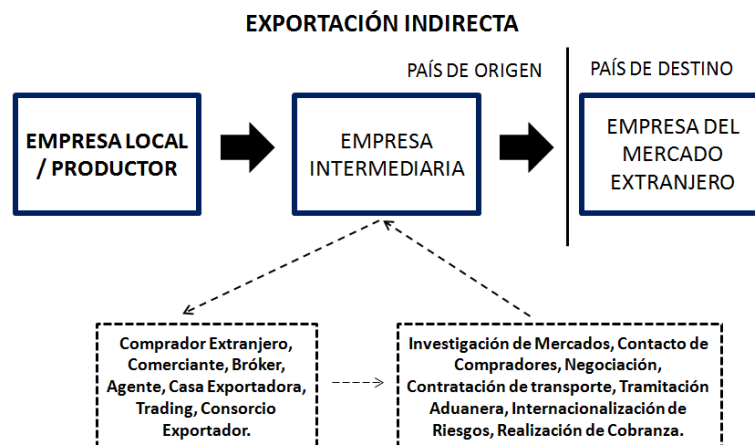 EXPORTACIÓN INDIRECTA
PAÍS DE ORIGEN
PAÍS DE DESTINO
EMPRESA LOCAL
/ PRODUCTOR
EMPRESA
INTERMEDIARIA
EMPRESA DEL
MERCADO
EXTRANJERO
Comprador Extranjero,
Comerciante, Bróker,
Agente, Casa Exportadora,
Trading, Consorcio
Exportador.
Investigación de Mercados, Contacto de
Compradores, Negociación,
Contratación de transporte, Tramitación
Aduanera, Internacionalización de
Riesgos, Realización de Cobranza.